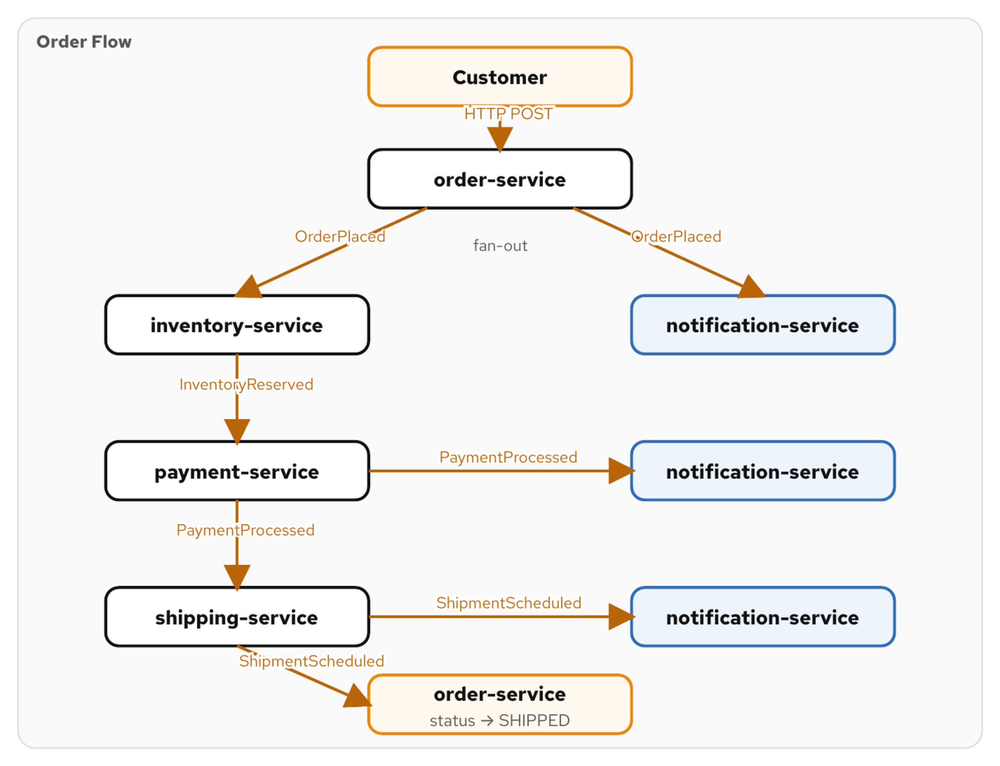 Order Flow
Customer
HTTP POST
order-service
OrderPlaced
OrderPlaced
fan-out
inventory-service
notification-service
InventoryReserved
payment-service
PaymentProcessed
notification-service
PaymentProcessed
shipping-service
ShipmentScheduled
notification-service
ShipmentScheduled
order-service
status → SHIPPED